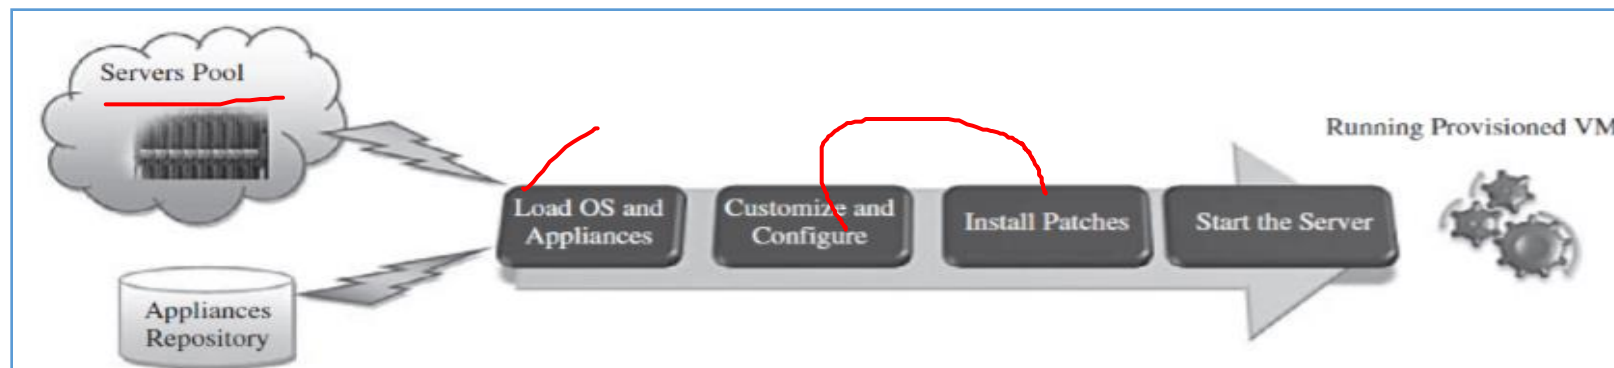 Servers Pool
Running Provisioned VM
Load OS and
Appliances
Customize and
Configure
Install Patches
Start the Server
Appliances
Repository